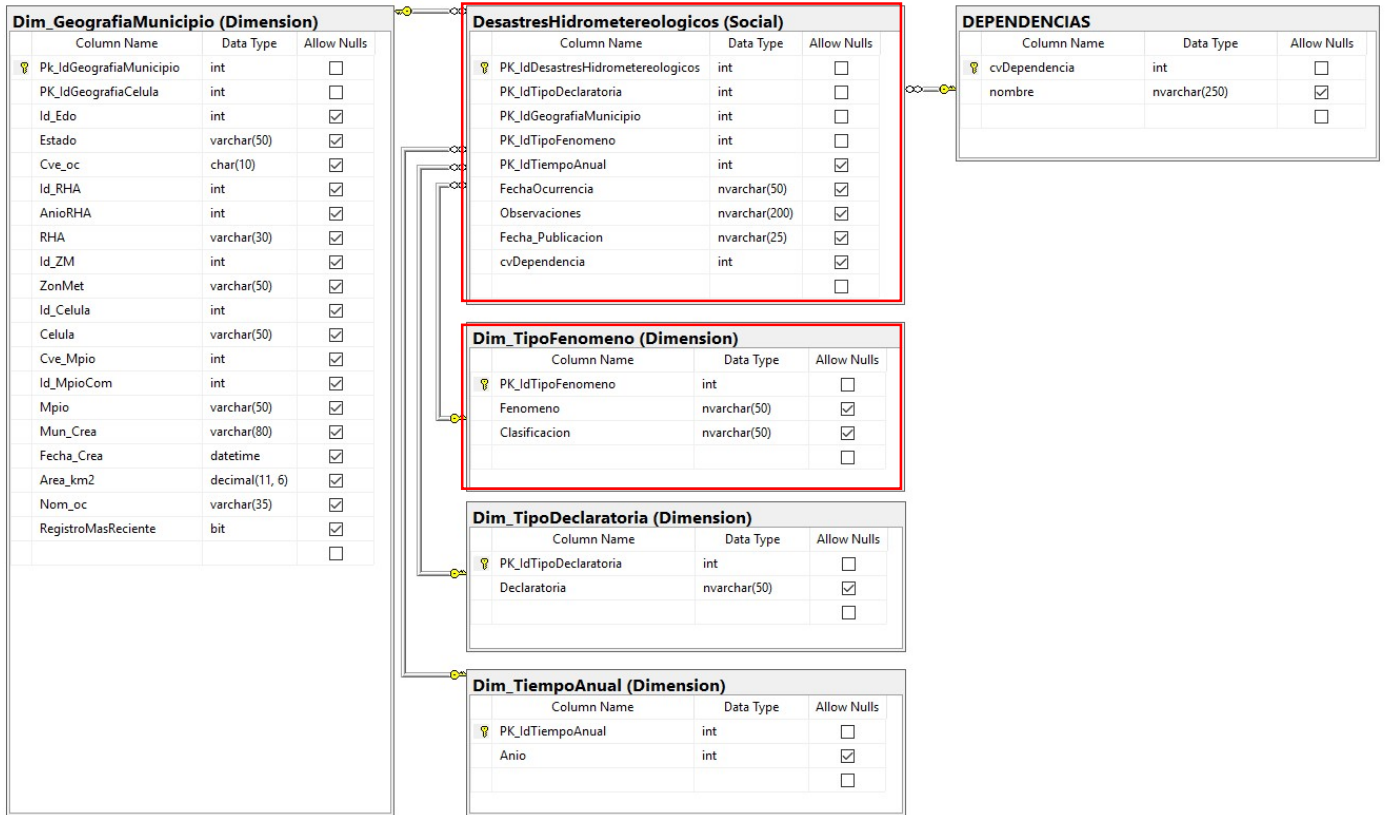 Dim_GeografiaMunicipio (Dimension)
Column Name Data Type Allow Nulls
Pk_IdGeografiaMunicipio int
PK_IdGeografiaCelula int
Id_Edo int
Estado varchar(50)
Cve_oc char(10)
Id_RHA int
AnioRHA int
RHA varchar(30)
Id_ZM int
ZonMet varchar(50)
Id_Celula int
Celula varchar(50)
Cve_Mpio int
Id_MpioCom int
Mpio varchar(50)
Mun_Crea varchar(80)
Fecha_Crea datetime
Area_km2 decimal(11, 6)
Nom_oc varchar(35)
RegistroMasReciente bit
DesastresHidrometereologicos (Social)
Column Name Data Type Allow Nulls
PK_IdDesastresHidrometereologicos int
PK_IdTipoDeclaratoria int
PK_IdGeografiaMunicipio int
PK_IdTipoFenomeno int
PK_IdTiempoAnual int
FechaOcurrencia nvarchar(50)
Observaciones nvarchar(200)
Fecha_Publicacion nvarchar(25)
cvDependencia int
Dim_TipoFenomeno (Dimension)
Column Name Data Type Allow Nulls
PK_IdTipoFenomeno int
Fenomeno nvarchar(50)
Clasificacion nvarchar(50)
Dim_TipoDeclaratoria (Dimension)
Column Name Data Type Allow Nulls
PK_IdTipoDeclaratoria int
Declaratoria nvarchar(50)
Dim_TiempoAnual (Dimension)
Column Name Data Type Allow Nulls
PK_IdTiempoAnual int
Anio int
DEPENDENCIAS
Column Name Data Type Allow Nulls
cvDependencia int
nombre nvarchar(250)